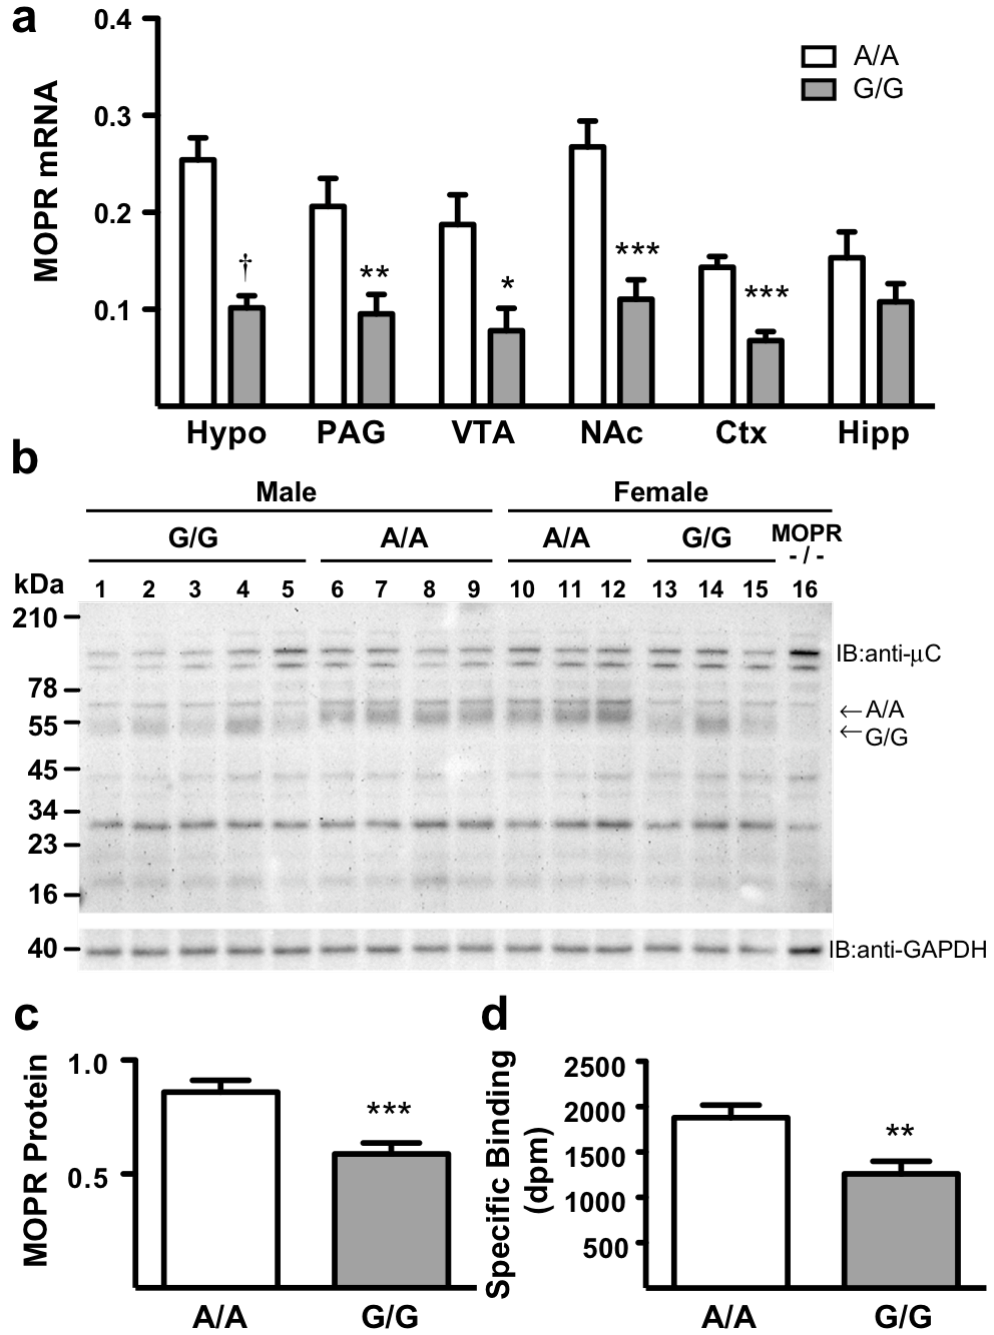 a
0.4
0.3
0.2
0.1
MOPR mRNA
A/A
G/G
†
**
*
***
***
Hypo PAG VTA NAc Ctx Hipp
b
Male Female
G/G A/A A/A G/G MOPR
- / -
kDa 1 2 3 4 5 6 7 8 9 10 11 12 13 14 15 16
210
78
55
45
34
23
16
40
IB:anti-μC
←A/A
←G/G
IB:anti-GAPDH
c
MOPR Protein
1.0
0.5
***
A/A G/G
d
Specific Binding
(dpm)
2500
2000
1500
1000
500
**
A/A G/G